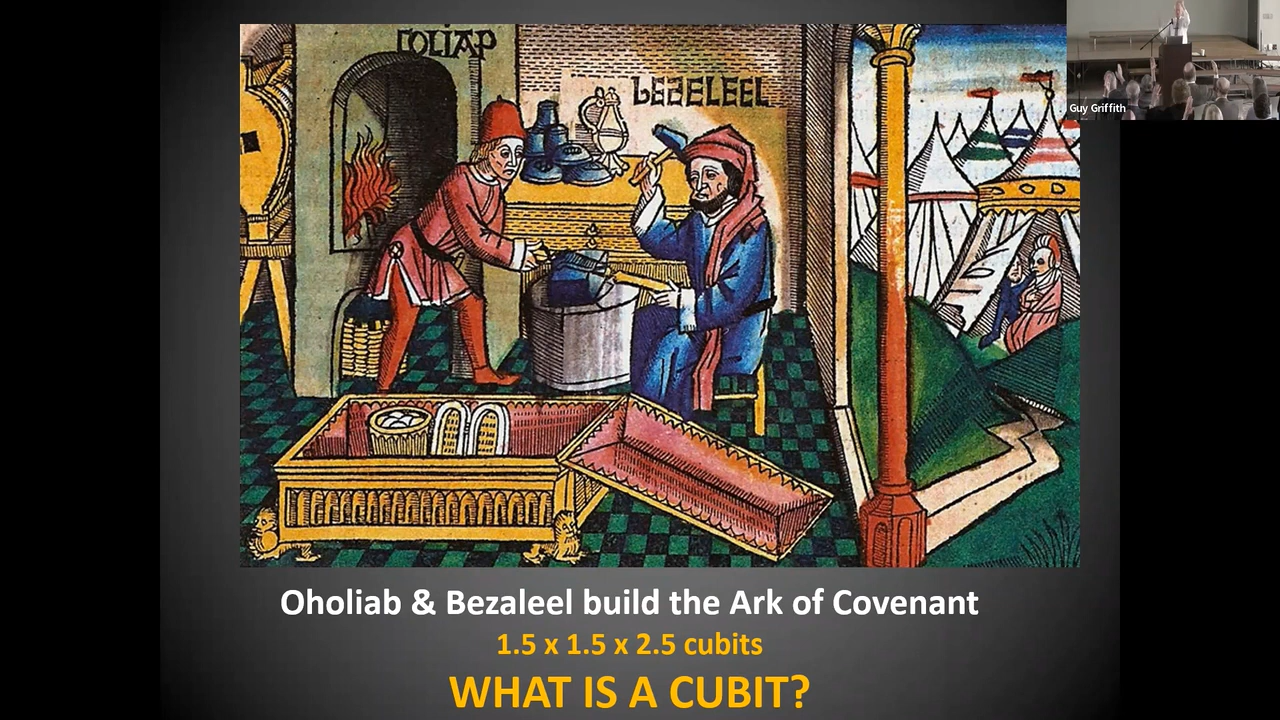 COLIAP
BEZELEEL
Guy Griffith
Oholiab & Bezaleel build the Ark of Covenant
1.5 x 1.5 x 2.5 cubits
WHAT IS A CUBIT?